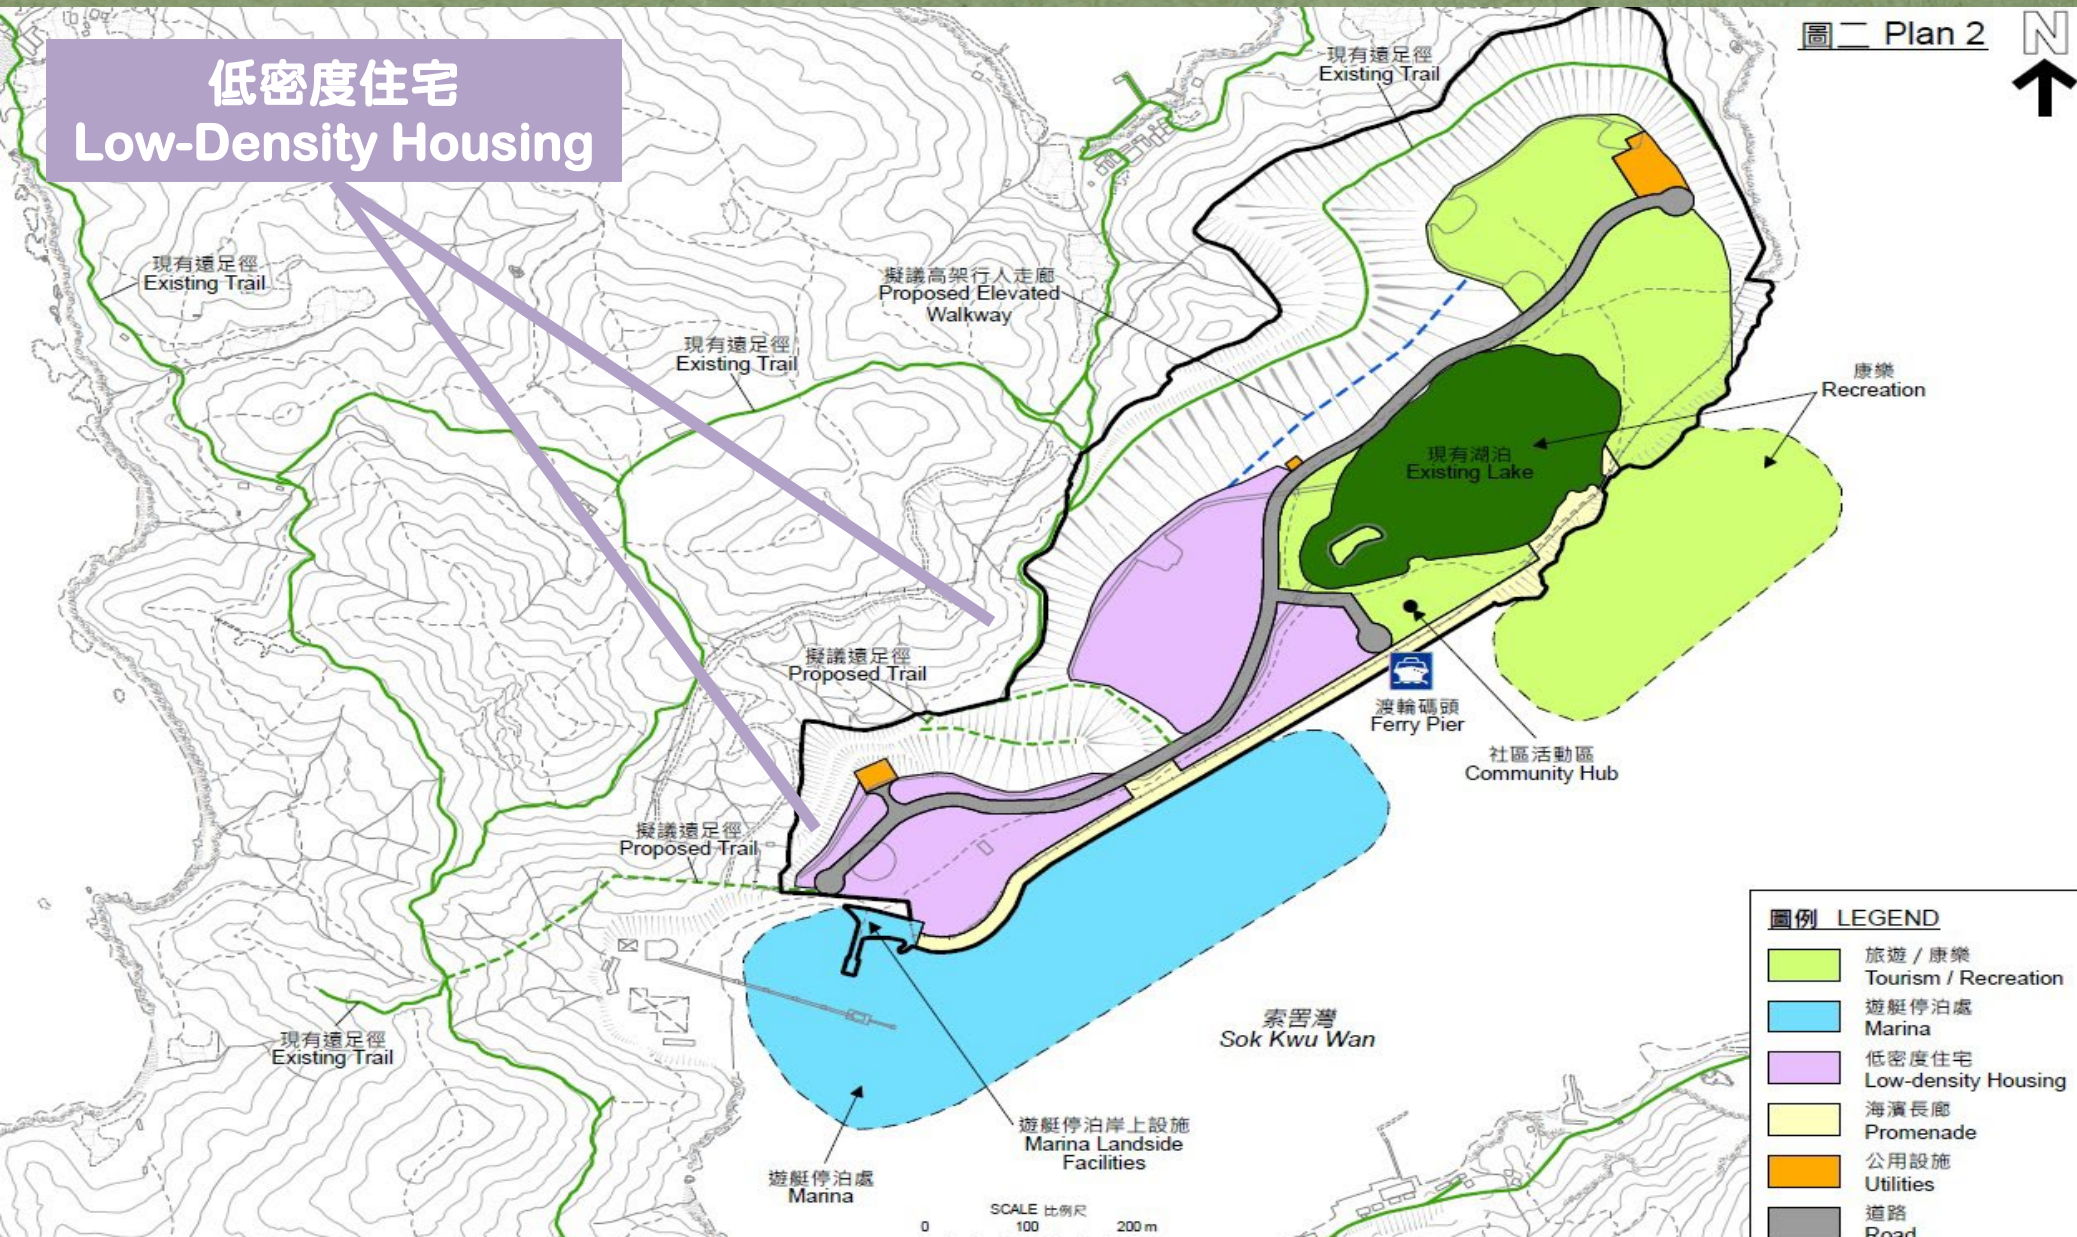 圖二 Plan 2
N
低密度住宅
Low-Density Housing
現有遠足徑
Existing Trail
現有遠足徑
Existing Trail
擬議高架行人走廊
Proposed Elevated
Walkway
現有遠足徑
Existing Trail
康樂
Recreation
現有湖泊
Existing Lake
擬議遠足徑
Proposed Trail
渡輪碼頭
Ferry Pier
社區活動區
Community Hub
擬議遠足徑
Proposed Trail
現有遠足徑
Existing Trail
索罟灣
Sok Kwu Wan
遊艇停泊岸上設施
Marina Landside
Facilities
遊艇停泊處
Marina
SCALE 比例尺
0 100 200 m
圖例 LEGEND
旅遊 / 康樂
Tourism / Recreation
遊艇停泊處
Marina
低密度住宅
Low-density Housing
海濱長廊
Promenade
公用設施
Utilities
道路
Road